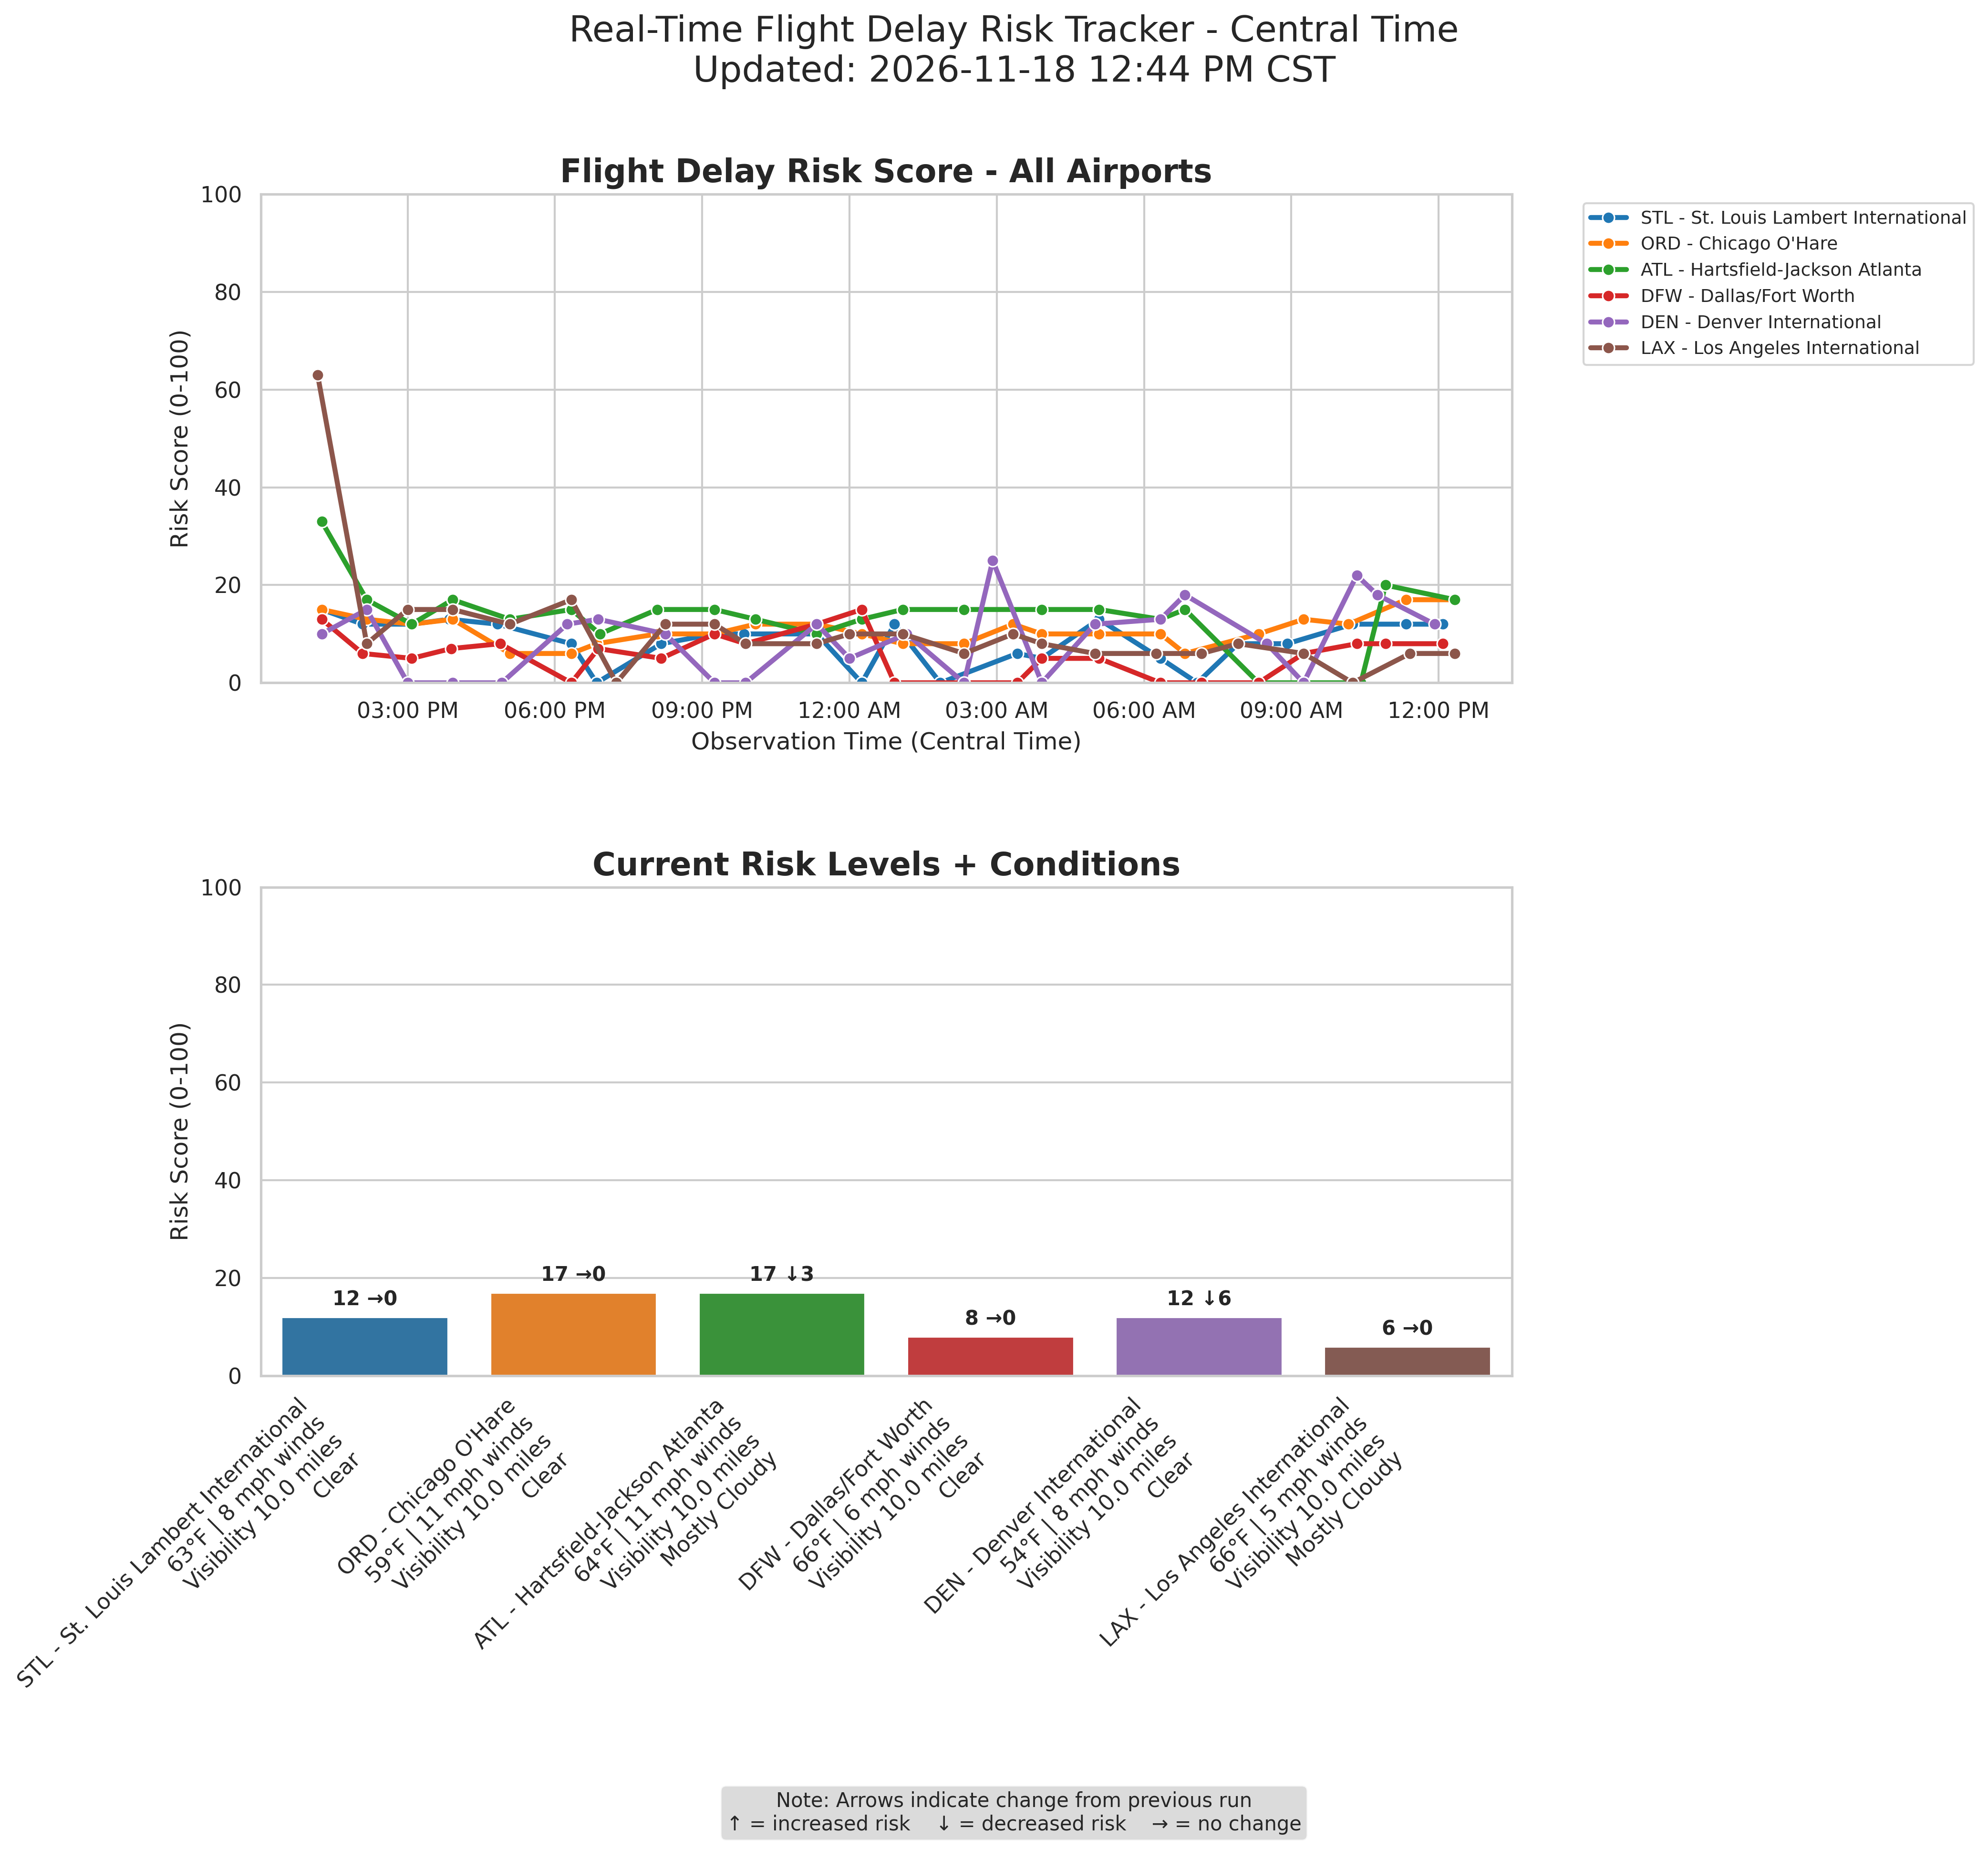 Real-Time Flight Delay Risk Tracker - Central Time
Updated: 2026-11-18 12:44 PM CST
Flight Delay Risk Score - All Airports
Risk Score (0-100)
100
80
60
40
20
0
03:00 PM
06:00 PM
09:00 PM
12:00 AM
03:00 AM
06:00 AM
09:00 AM
12:00 PM
Observation Time (Central Time)
STL - St. Louis Lambert International
ORD - Chicago O'Hare
ATL - Hartsfield-Jackson Atlanta
DFW - Dallas/Fort Worth
DEN - Denver International
LAX - Los Angeles International
Current Risk Levels + Conditions
Risk Score (0-100)
100
80
60
40
20
0
12 →0
17 →0
17 ↓3
8 →0
12 ↓6
6 →0
STL - St. Louis Lambert International
63°F | 8 mph winds
Visibility 10.0 miles
Clear
ORD - Chicago O'Hare
59°F | 11 mph winds
Visibility 10.0 miles
Clear
ATL - Hartsfield-Jackson Atlanta
64°F | 11 mph winds
Visibility 10.0 miles
Mostly Cloudy
DFW - Dallas/Fort Worth
66°F | 6 mph winds
Visibility 10.0 miles
Clear
DEN - Denver International
54°F | 8 mph winds
Visibility 10.0 miles
Clear
LAX - Los Angeles International
66°F | 5 mph winds
Visibility 10.0 miles
Mostly Cloudy
Note: Arrows indicate change from previous run
↑ = increased risk    ↓ = decreased risk    → = no change